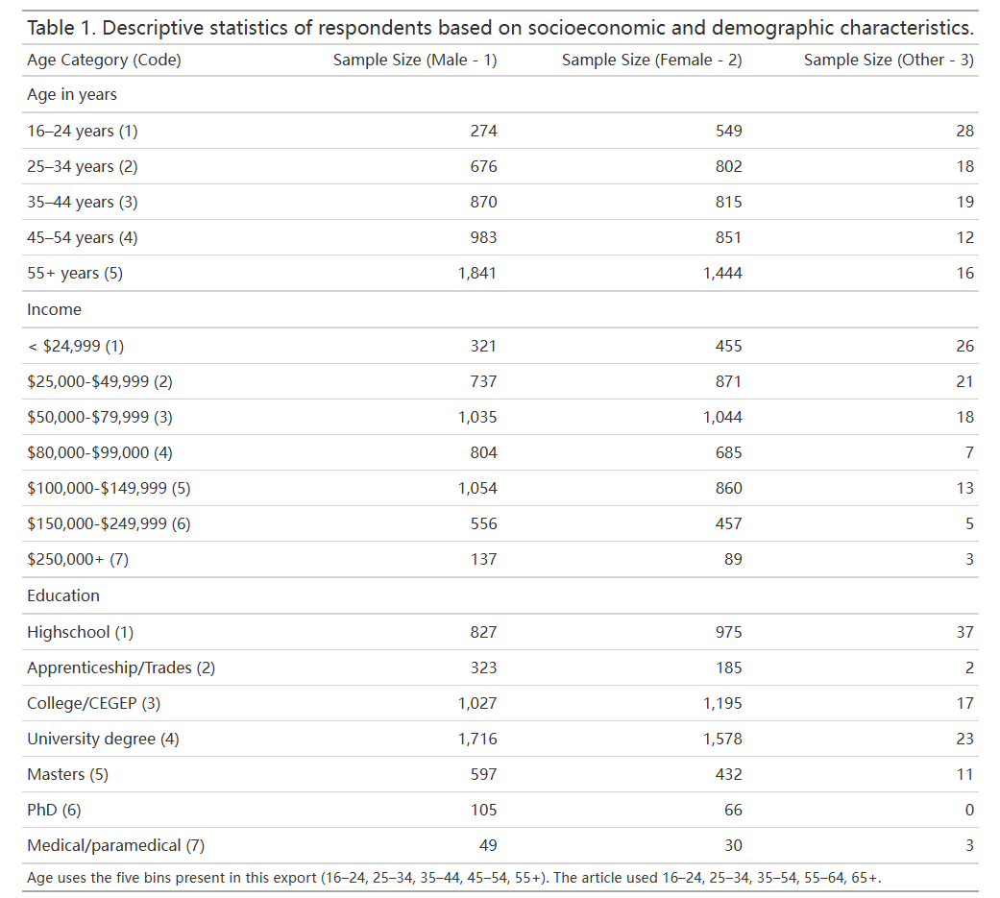 Table 1. Descriptive statistics of respondents based on socioeconomic and demographic characteristics.
Age Category (Code) Sample Size (Male - 1) Sample Size (Female - 2) Sample Size (Other - 3)
Age in years
16–24 years (1) 274 549 28
25–34 years (2) 676 802 18
35–44 years (3) 870 815 19
45–54 years (4) 983 851 12
55+ years (5) 1,841 1,444 16
Income
< $24,999 (1) 321 455 26
$25,000-$49,999 (2) 737 871 21
$50,000-$79,999 (3) 1,035 1,044 18
$80,000-$99,000 (4) 804 685 7
$100,000-$149,999 (5) 1,054 860 13
$150,000-$249,999 (6) 556 457 5
$250,000+ (7) 137 89 3
Education
Highschool (1) 827 975 37
Apprenticeship/Trades (2) 323 185 2
College/CEGEP (3) 1,027 1,195 17
University degree (4) 1,716 1,578 23
Masters (5) 597 432 11
PhD (6) 105 66 0
Medical/paramedical (7) 49 30 3
Age uses the five bins present in this export (16–24, 25–34, 35–44, 45–54, 55+). The article used 16–24, 25–34, 35–54, 55–64, 65+.